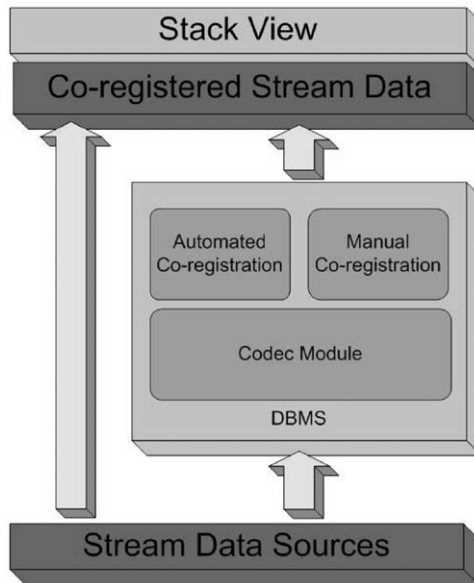 Stack View
Co-registered Stream Data
Automated
Co-registration
Manual
Co-registration
Codec Module
DBMS
Stream Data Sources